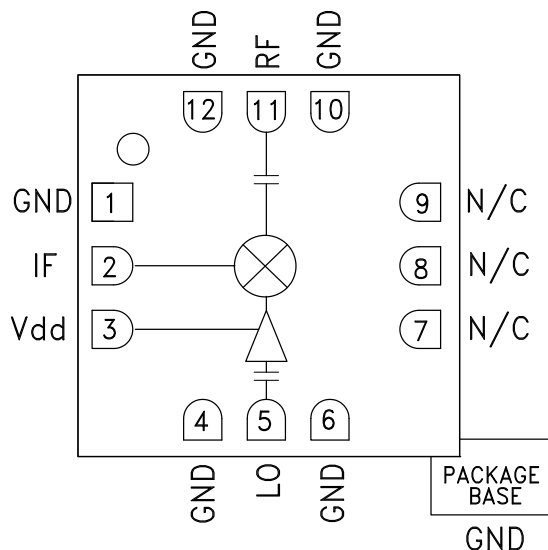 GND RF GND
12 11 10
GND 1 9 N/C
IF 2 8 N/C
Vdd 3 7 N/C
4 5 6
GND LO GND
PACKAGE
BASE
GND